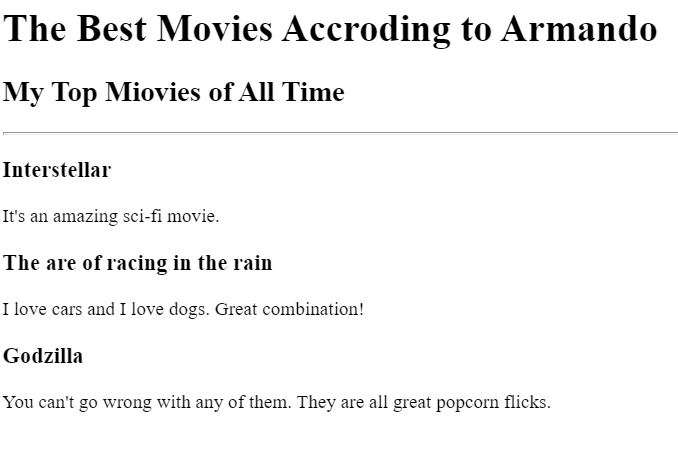 The Best Movies Accroding to Armando
My Top Miovies of All Time
Interstellar
It's an amazing sci-fi movie.
The are of racing in the rain
I love cars and I love dogs. Great combination!
Godzilla
You can't go wrong with any of them. They are all great popcorn flicks.